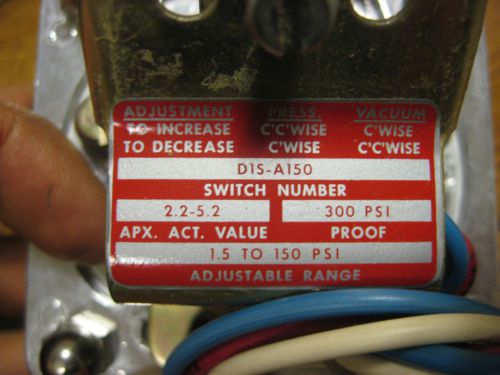 ADJUSTMENT PRESS. VACUUM
TO INCREASE C'C'WISE C'WISE
TO DECREASE C'WISE C'C'WISE
D1S-A150
SWITCH NUMBER
2.2-5.2 300 PSI
APX. ACT. VALUE PROOF
1.5 TO 150 PSI
ADJUSTABLE RANGE